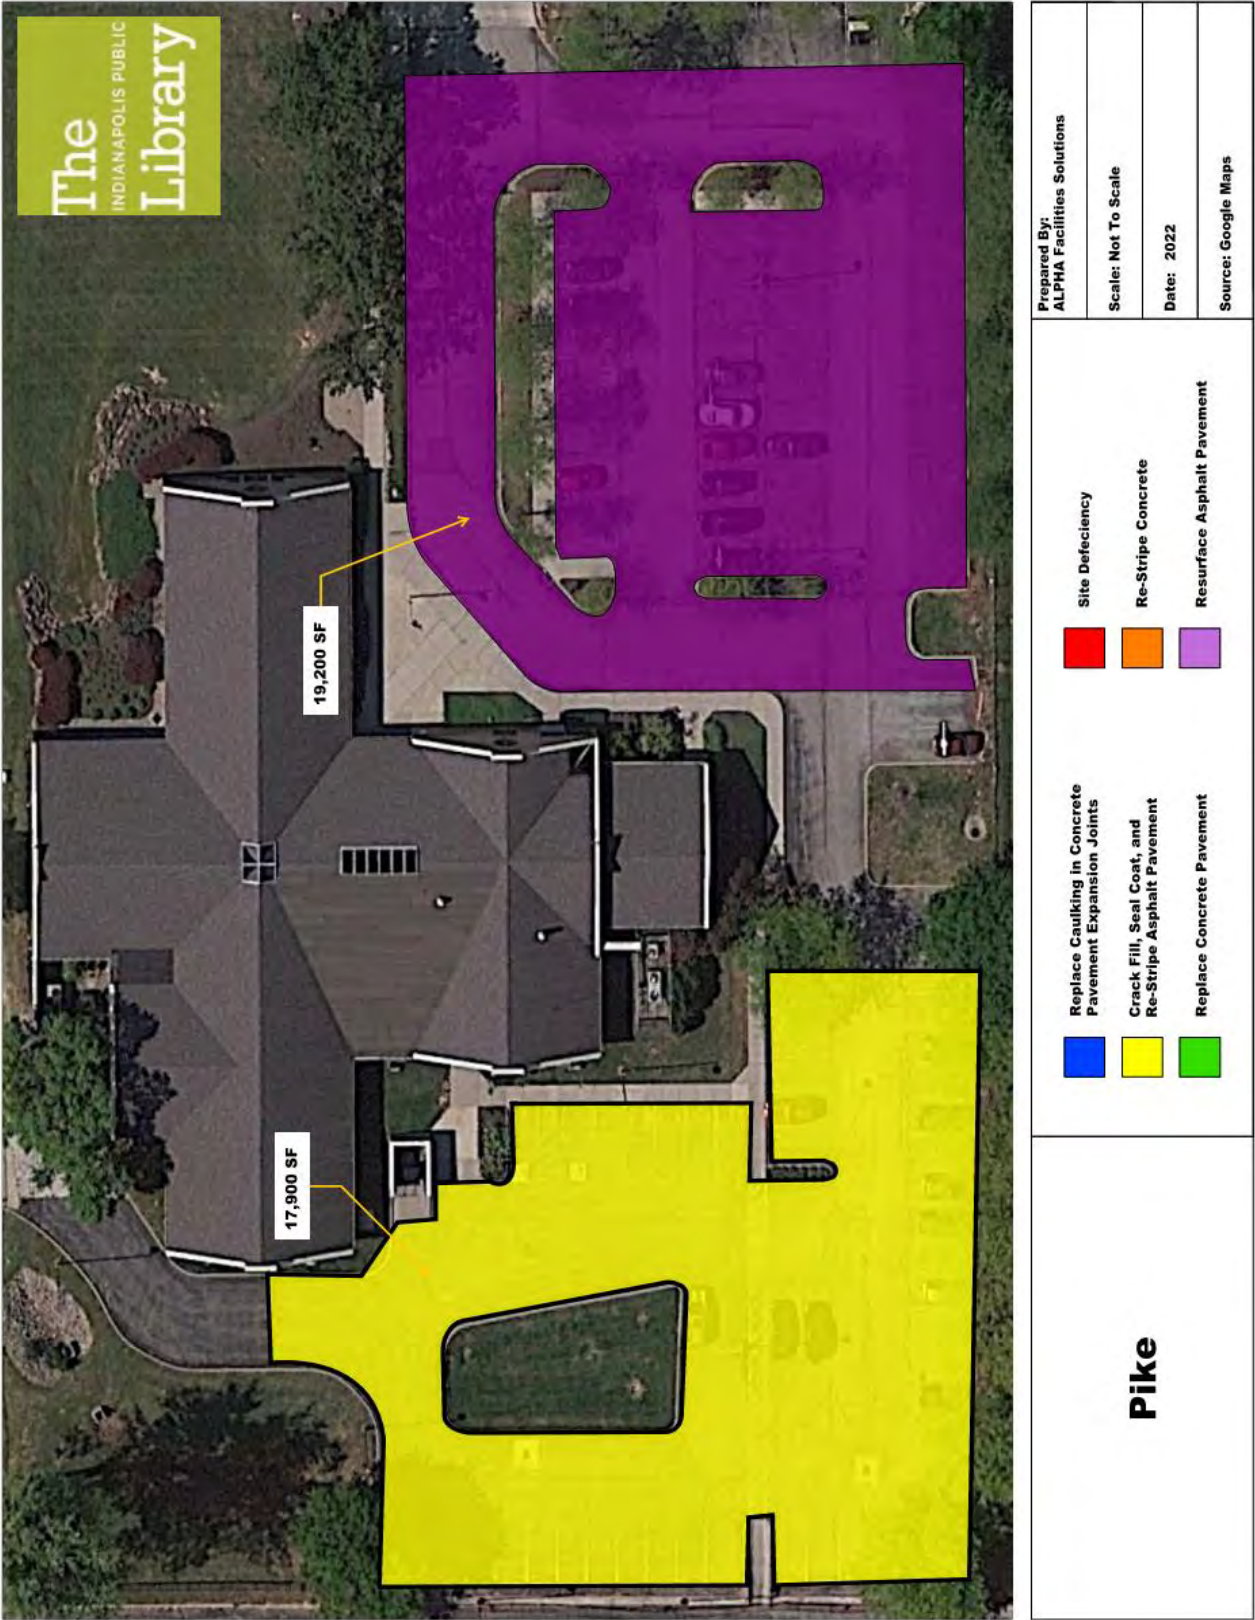 The
INDIANAPOLIS PUBLIC
Library
19,200 SF
17,900 SF
Pike
Replace Caulking in Concrete
Pavement Expansion Joints
Crack Fill, Seal Coat, and
Re-Stripe Asphalt Pavement
Replace Concrete Pavement
Site Defeciency
Re-Stripe Concrete
Resurface Asphalt Pavement
Prepared By:
ALPHA Facilities Solutions
Scale: Not To Scale
Date: 2022
Source: Google Maps